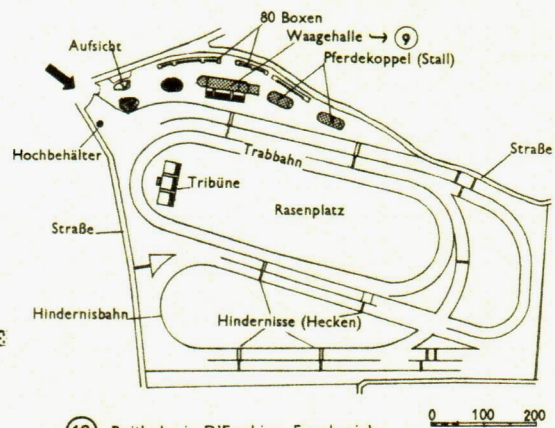 80 Boxen
Waagehalle → 9
Aufsicht
Pferdekoppel (Stall)
Hochbehälter
Trabbahn
Straße
Tribüne
Rasenplatz
Straße
Hindernisbahn
Hindernisse (Hecken)
0 100 200